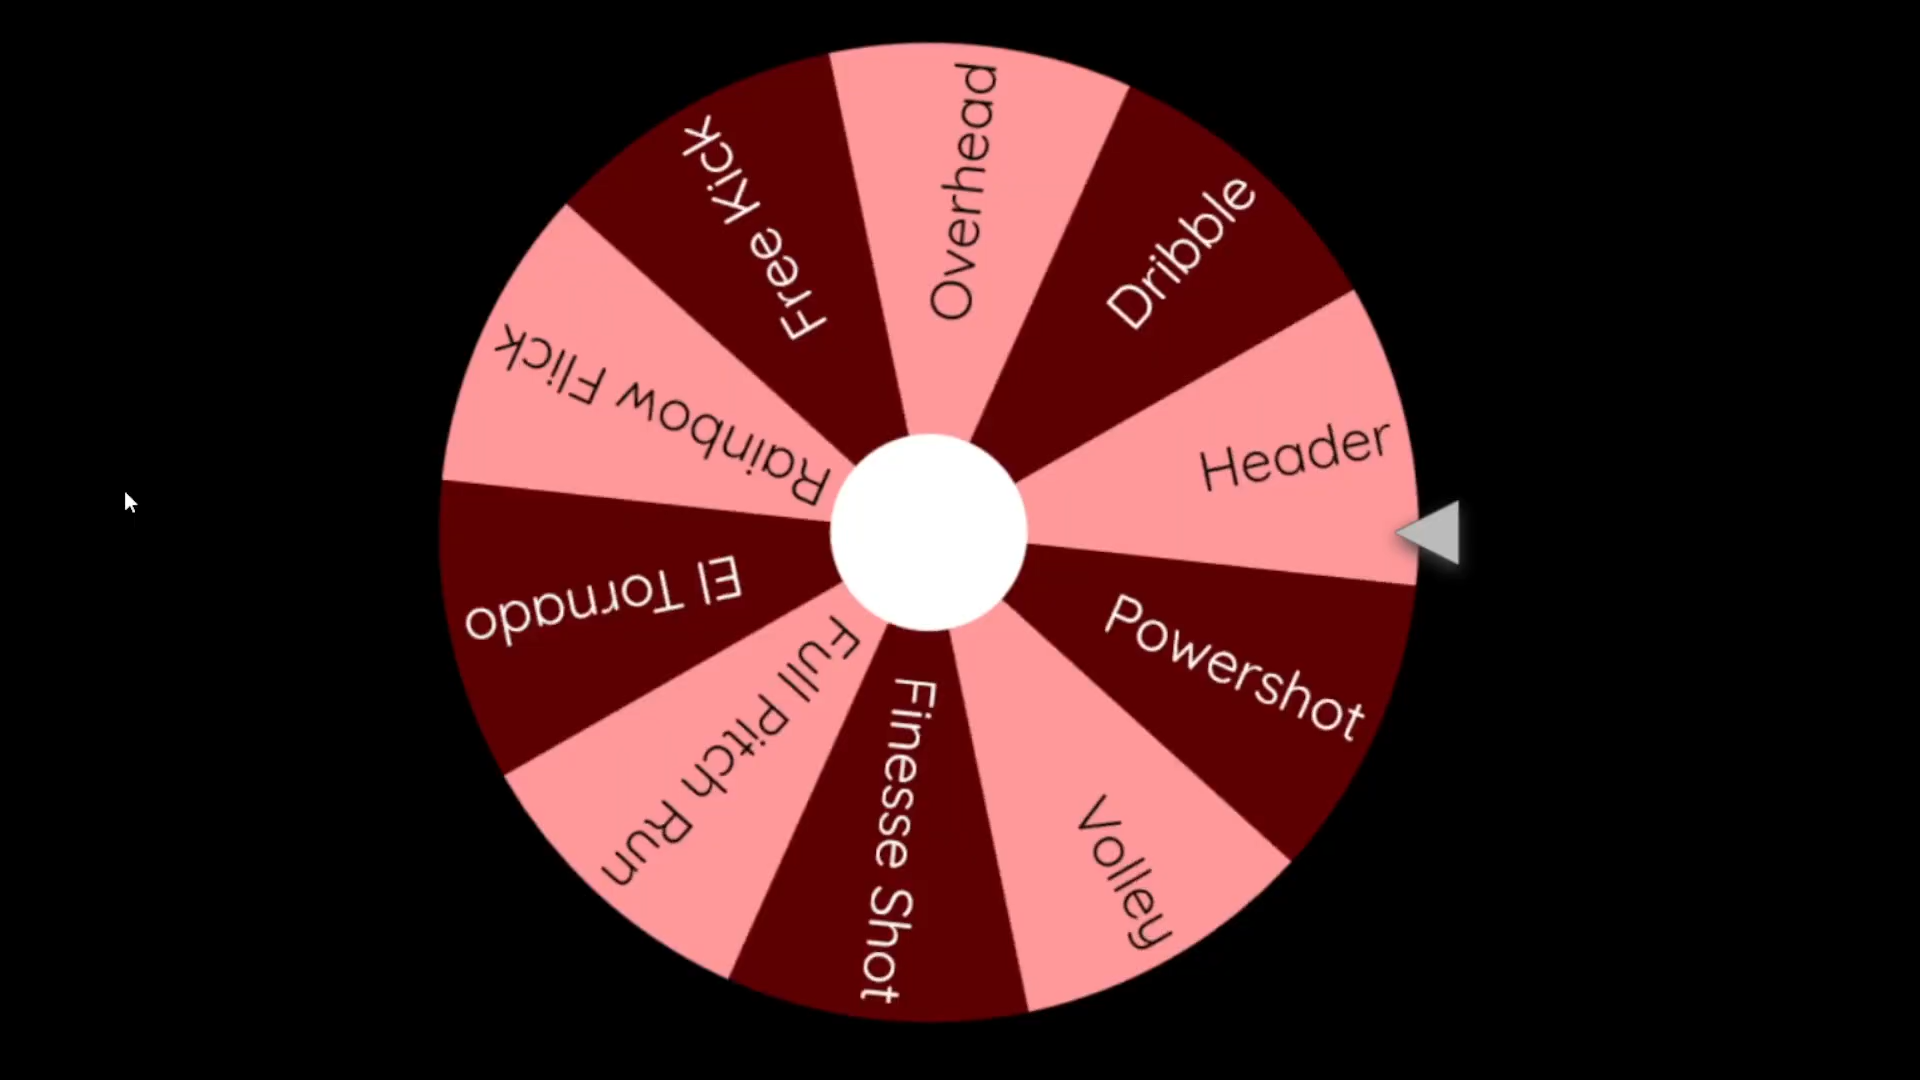 Overhead
Dribble
Header
Powershot
Volley
Finesse Shot
Full Pitch Run
El Tornado
Rainbow Flick
Free Kick